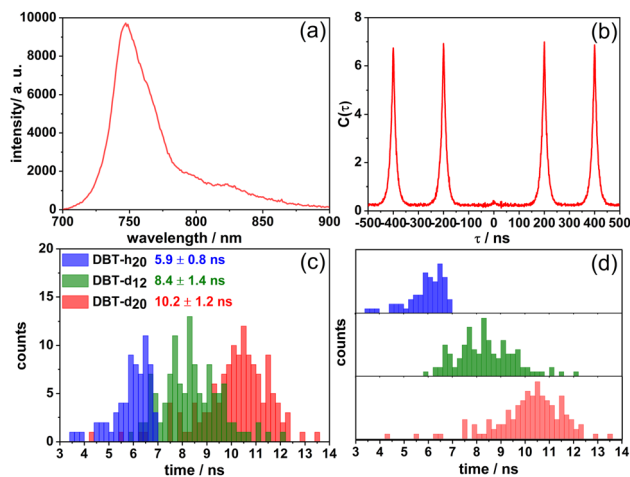 (a)
10000
8000
6000
4000
2000
0
intensity/ a. u.
700 750 800 850 900
wavelength / nm
(b)
8
6
4
2
0
C(τ)
-500-400-300-200-100 0 100 200 300 400 500
τ / ns
(c)
DBT-h20 5.9 ± 0.8 ns
DBT-d12 8.4 ± 1.4 ns
DBT-d20 10.2 ± 1.2 ns
20
15
10
5
0
counts
3 4 5 6 7 8 9 10 11 12 13 14
time / ns
(d)
counts
3 4 5 6 7 8 9 10 11 12 13 14
time / ns